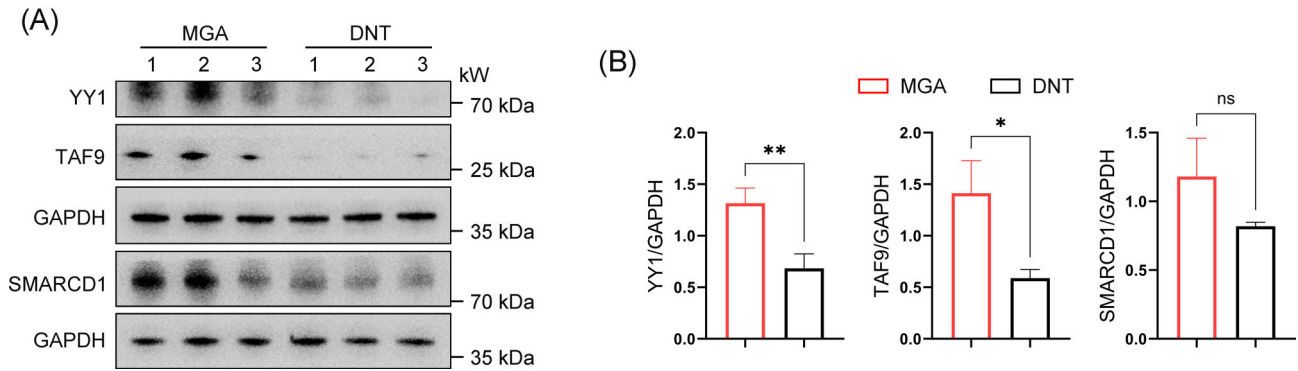 (A)
MGA DNT
1 2 3 1 2 3
kW
YY1
70 kDa
TAF9
25 kDa
GAPDH
35 kDa
SMARCD1
70 kDa
GAPDH
35 kDa
(B)
MGA DNT
YY1/GAPDH
2.0
1.5
1.0
0.5
0.0
**
TAF9/GAPDH
2.0
1.5
1.0
0.5
0.0
*
SMARCD1/GAPDH
1.5
1.0
0.5
0.0
ns